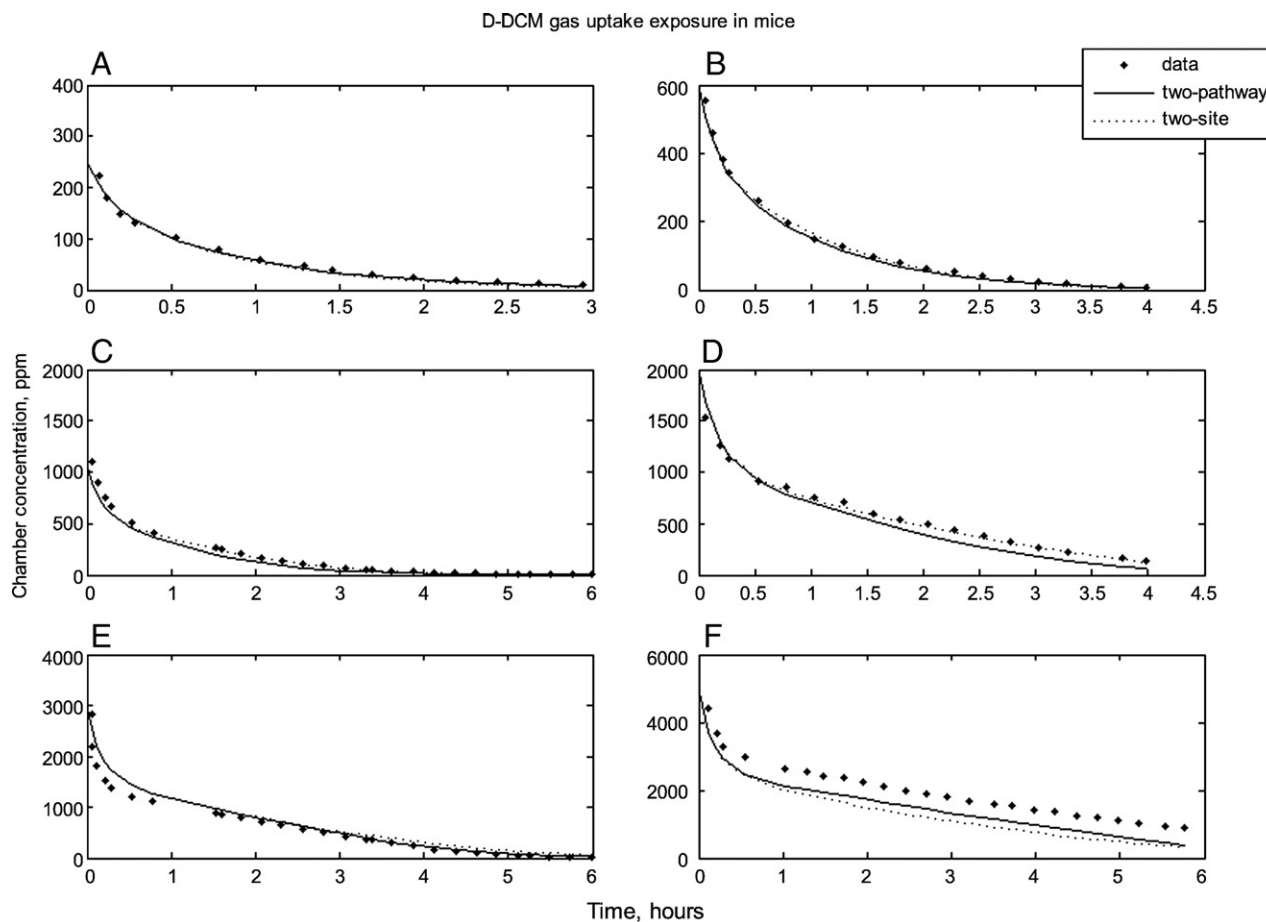 D-DCM gas uptake exposure in mice
A
400
300
200
100
0
0 0.5 1 1.5 2 2.5 3
B
600
400
200
0
0 0.5 1 1.5 2 2.5 3 3.5 4 4.5
data
two-pathway
two-site
Chamber concentration, ppm
C
2000
1500
1000
500
0
0 1 2 3 4 5 6
D
2000
1500
1000
500
0
0 0.5 1 1.5 2 2.5 3 3.5 4 4.5
E
4000
3000
2000
1000
0
0 1 2 3 4 5 6
F
6000
4000
2000
0
0 1 2 3 4 5 6
Time, hours